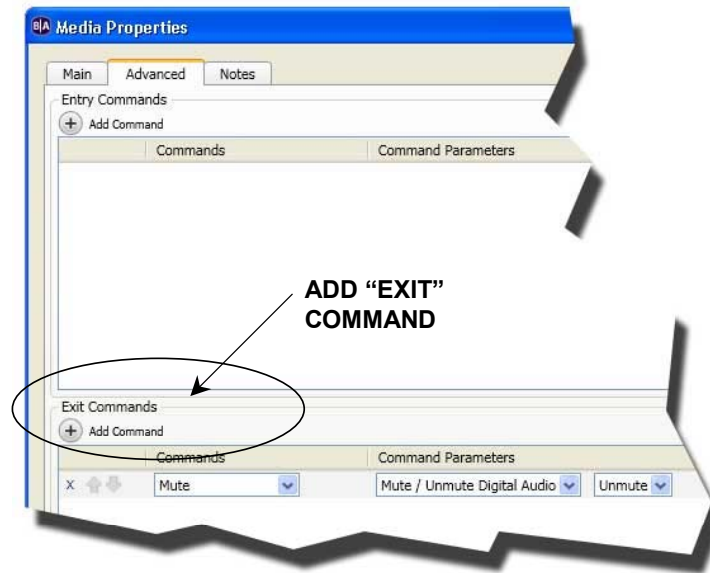 B|A Media Properties
Main Advanced Notes
Entry Commands
+ Add Command
Commands Command Parameters
ADD “EXIT”
COMMAND
Exit Commands
+ Add Command
Commands Command Parameters
X Mute Mute / Unmute Digital Audio Unmute